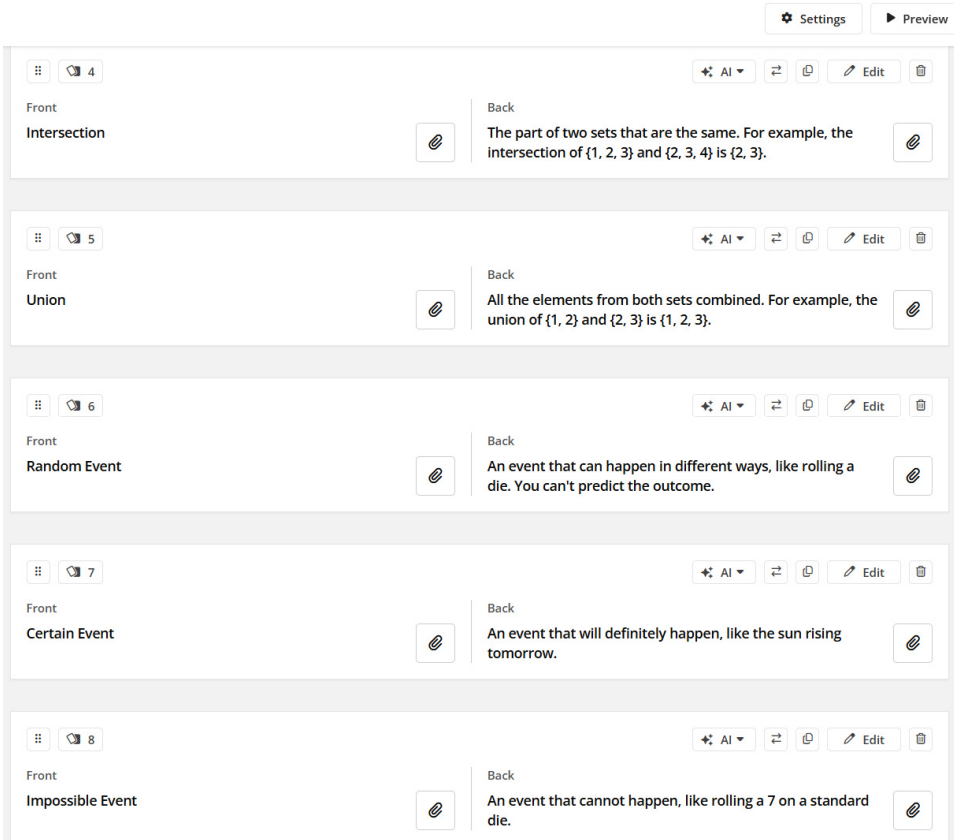 Settings
Preview
4
AI
Edit
Front
Intersection
Back
The part of two sets that are the same. For example, the
intersection of {1, 2, 3} and {2, 3, 4} is {2, 3}.
5
AI
Edit
Front
Union
Back
All the elements from both sets combined. For example, the
union of {1, 2} and {2, 3} is {1, 2, 3}.
6
AI
Edit
Front
Random Event
Back
An event that can happen in different ways, like rolling a
die. You can't predict the outcome.
7
AI
Edit
Front
Certain Event
Back
An event that will definitely happen, like the sun rising
tomorrow.
8
AI
Edit
Front
Impossible Event
Back
An event that cannot happen, like rolling a 7 on a standard
die.